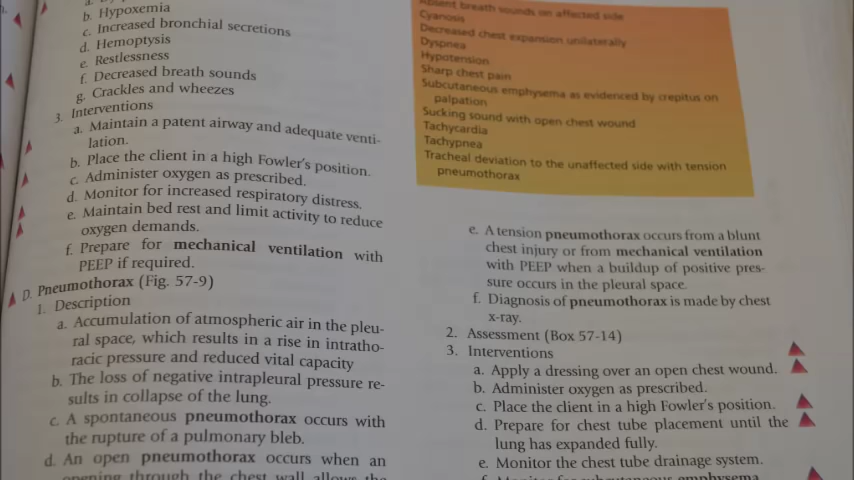 b. Hypoxemia
c. Increased bronchial secretions
d. Hemoptysis
e. Restlessness
f. Decreased breath sounds
g. Crackles and wheezes
3. Interventions
a. Maintain a patent airway and adequate venti-
lation.
b. Place the client in a high Fowler's position.
c. Administer oxygen as prescribed.
d. Monitor for increased respiratory distress.
e. Maintain bed rest and limit activity to reduce
oxygen demands.
f. Prepare for mechanical ventilation with
PEEP if required.
D. Pneumothorax (Fig. 57-9)
1. Description
a. Accumulation of atmospheric air in the pleu-
ral space, which results in a rise in intratho-
racic pressure and reduced vital capacity
b. The loss of negative intrapleural pressure re-
sults in collapse of the lung.
c. A spontaneous pneumothorax occurs with
the rupture of a pulmonary bleb.
d. An open pneumothorax occurs when an
opening through the chest wall allows the
Absent breath sounds on affected side
Cyanosis
Decreased chest expansion unilaterally
Dyspnea
Hypotension
Sharp chest pain
Subcutaneous emphysema as evidenced by crepitus on
palpation
Sucking sound with open chest wound
Tachycardia
Tachypnea
Tracheal deviation to the unaffected side with tension
pneumothorax
e. A tension pneumothorax occurs from a blunt
chest injury or from mechanical ventilation
with PEEP when a buildup of positive pres-
sure occurs in the pleural space.
f. Diagnosis of pneumothorax is made by chest
x-ray.
2. Assessment (Box 57-14)
3. Interventions
a. Apply a dressing over an open chest wound.
b. Administer oxygen as prescribed.
c. Place the client in a high Fowler's position.
d. Prepare for chest tube placement until the
lung has expanded fully.
e. Monitor the chest tube drainage system.
f. Monitor for subcutaneous emphysema